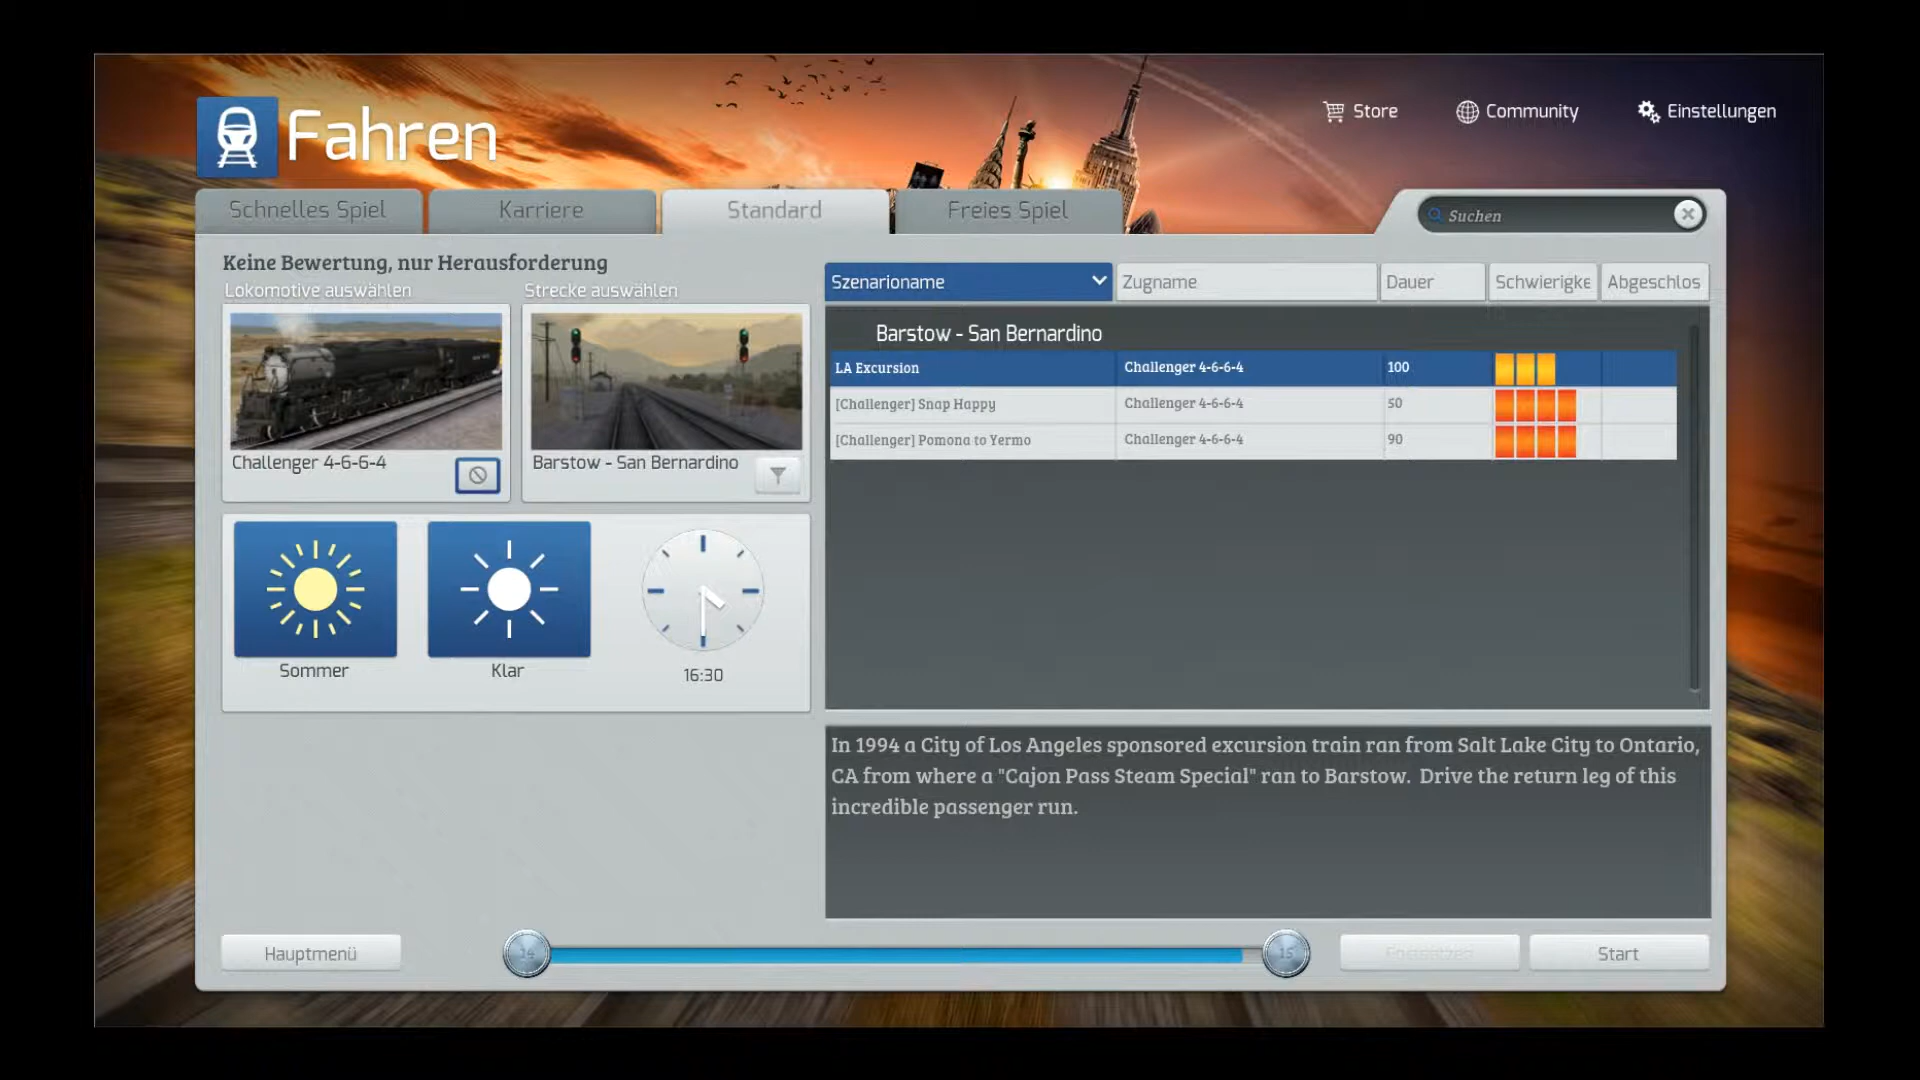 Fahren
Store
Community
Einstellungen
Schnelles Spiel
Karriere
Standard
Freies Spiel
Suchen
Keine Bewertung, nur Herausforderung
Lokomotive auswählen
Strecke auswählen
Challenger 4-6-6-4
Barstow - San Bernardino
Sommer
Klar
16:30
Szenarioname
Zugname
Dauer
Schwierigke
Abgeschlos
Barstow - San Bernardino
LA Excursion
Challenger 4-6-6-4
100
[Challenger] Snap Happy
Challenger 4-6-6-4
50
[Challenger] Pomona to Yermo
Challenger 4-6-6-4
90
In 1994 a City of Los Angeles sponsored excursion train ran from Salt Lake City to Ontario,
CA from where a "Cajon Pass Steam Special" ran to Barstow. Drive the return leg of this
incredible passenger run.
Hauptmenü
14
15
Fortsetzen
Start